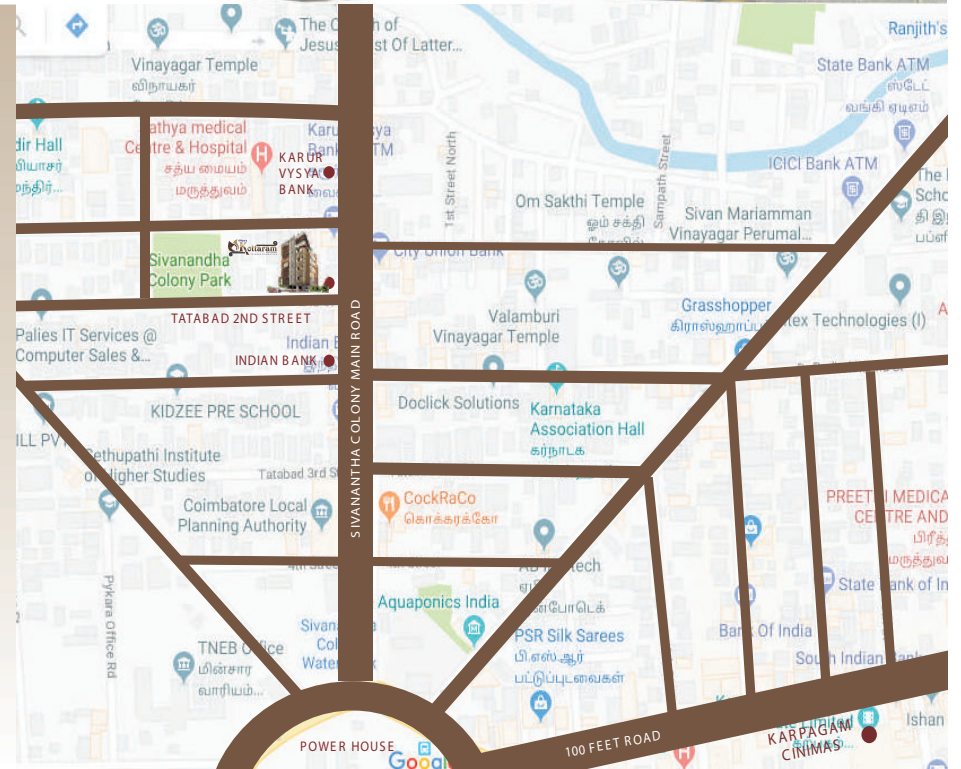 Ranjith's
The
of
Jesus
st Of Latter...
Vinayagar Temple
விநாயகர்
State Bank ATM
ஸ்டேட்
வங்கி ஏடிஎம்
athya medical
Centre & Hospital
சத்ய மையம்
மருத்துவம்
dir Hall
KARUR
VYSYA
BANK
1st Street North
Sampath Street
ICICI Bank ATM
The
Om Sakthi Temple
ஓம் சக்தி
கோவில்
Sivan Mariamman
Vinayagar Perumal...
City Union Bank
Kottaram
Sivanandha
Colony Park
TATABAD 2ND STREET
Valamburi
Vinayagar Temple
Grasshopper
tex Technologies (I)
Palies IT Services @
Computer Sales &...
Indian
INDIAN BANK
SIVANANTHA COLONY MAIN ROAD
KIDZEE PRE SCHOOL
Doclick Solutions
Karnataka
Association Hall
கர்நாடக
Sethupathi Institute
of Higher Studies
Tatabad 3rd
Coimbatore Local
Planning Authority
CockRaCo
கொக்கரக்கோ
PREETHI MEDICA
CENTRE AND
மருத்துவ
State Bank of In
Pykara Office Rd
Aquaponics India
PSR Silk Sarees
பி.எஸ்.ஆர்
பட்டுப்புடவைகள்
Bank Of India
South Indian Bank
TNEB Office
மின்சார
வாரியம்...
POWER HOUSE
Google
100 FEET ROAD
KARPAGAM
CINIMAS
Limited
Ishan